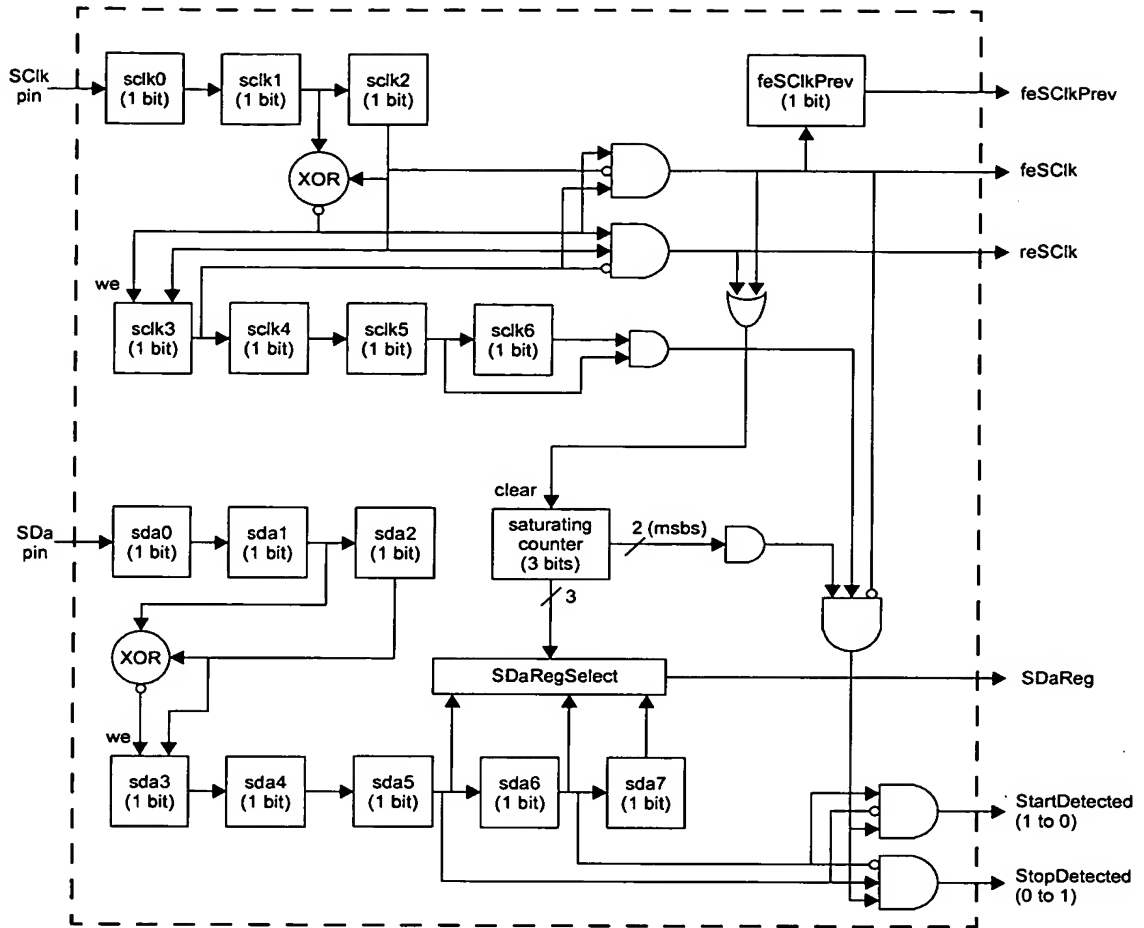 SClk
pin
sclk0
(1 bit)
sclk1
(1 bit)
sclk2
(1 bit)
feSClkPrev
(1 bit)
feSClkPrev
XOR
feSClk
reSClk
we
sclk3
(1 bit)
sclk4
(1 bit)
sclk5
(1 bit)
sclk6
(1 bit)
clear
SDa
pin
sda0
(1 bit)
sda1
(1 bit)
sda2
(1 bit)
saturating
counter
(3 bits)
2 (msbs)
3
XOR
SDaRegSelect
SDaReg
we
sda3
(1 bit)
sda4
(1 bit)
sda5
(1 bit)
sda6
(1 bit)
sda7
(1 bit)
StartDetected
(1 to 0)
StopDetected
(0 to 1)